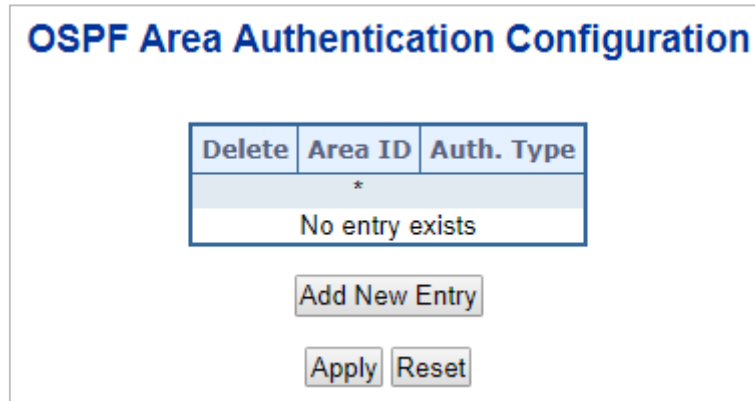 OSPF Area Authentication Configuration
Delete Area ID Auth. Type
*
No entry exists
Add New Entry
Apply Reset